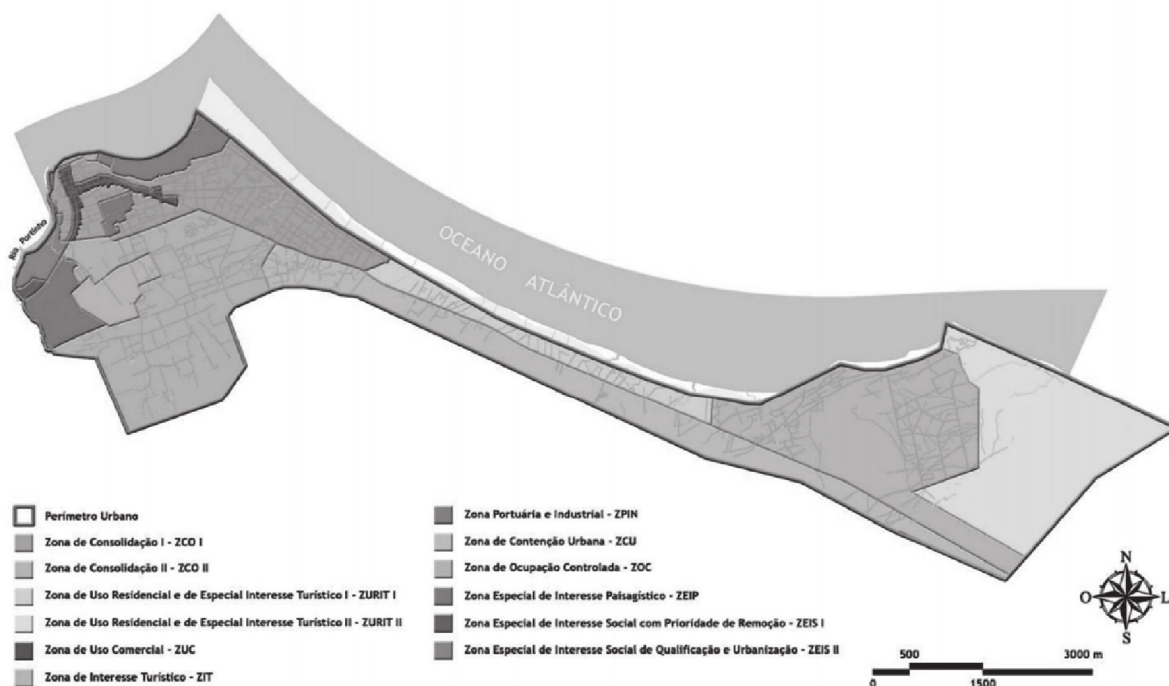 Rio Portinho
OCEANO ATLÂNTICO
Perímetro Urbano
Zona de Consolidação I - ZCO I
Zona de Consolidação II - ZCO II
Zona de Uso Residencial e de Especial Interesse Turístico I - ZURIT I
Zona de Uso Residencial e de Especial Interesse Turístico II - ZURIT II
Zona de Uso Comercial - ZUC
Zona de Interesse Turístico - ZIT
Zona Portuária e Industrial - ZPIN
Zona de Contenção Urbana - ZCU
Zona de Ocupação Controlada - ZOC
Zona Especial de Interesse Paisagístico - ZEIP
Zona Especial de Interesse Social com Prioridade de Remoção - ZEIS I
Zona Especial de Interesse Social de Qualificação e Urbanização - ZEIS II
N
O L
S
500 3000 m
0 1500